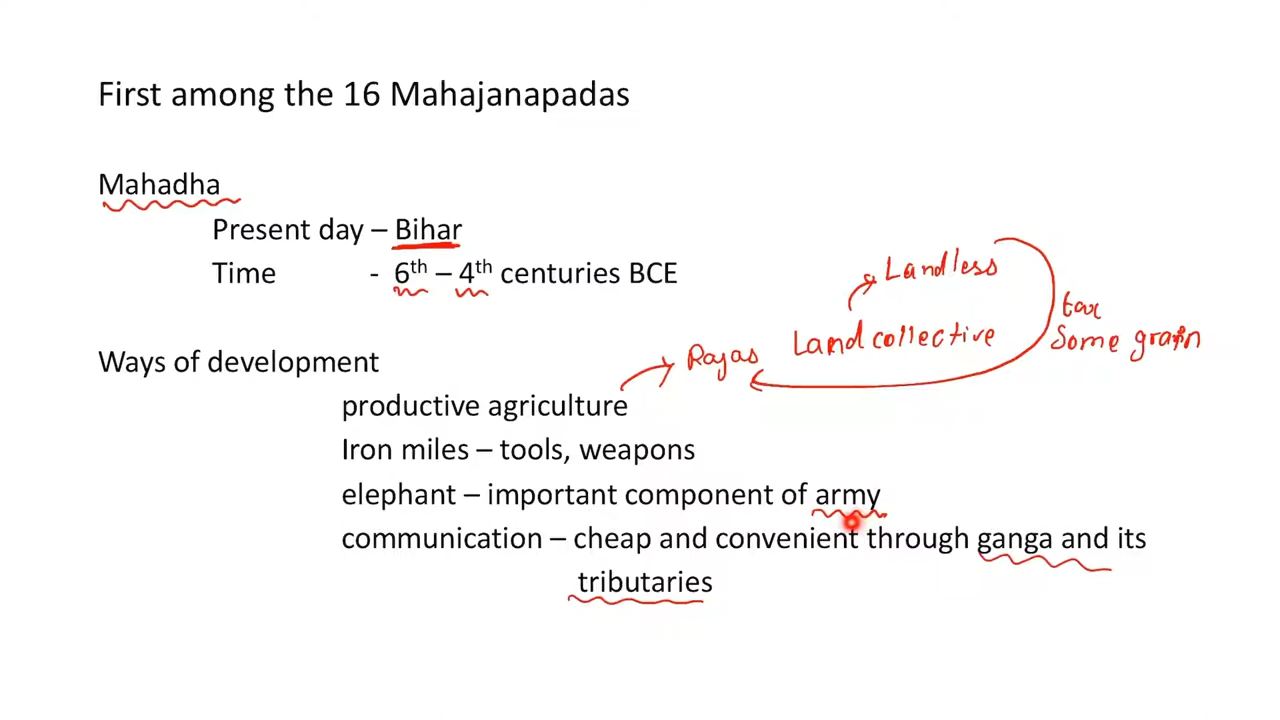 First among the 16 Mahajanapadas
Mahadha
Present day – Bihar
Time - 6th – 4th centuries BCE
Landless
tax
Land collective
Some grain
Rajas
Ways of development
productive agriculture
Iron miles – tools, weapons
elephant – important component of army
communication – cheap and convenient through ganga and its
tributaries